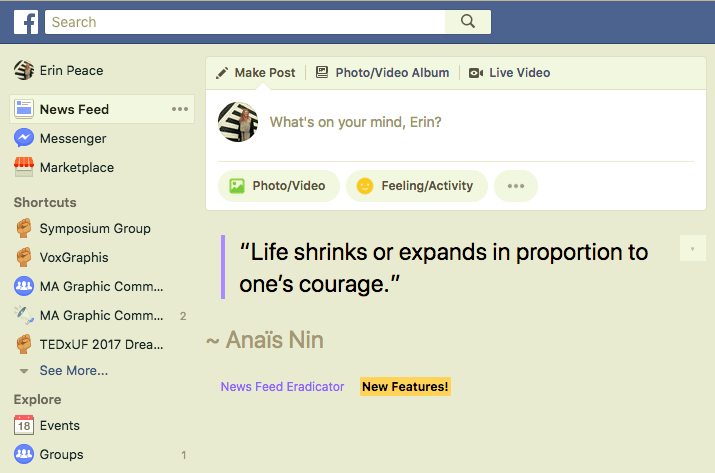 f
Search
Erin Peace
News Feed
Messenger
Marketplace
Shortcuts
Symposium Group
VoxGraphis
MA Graphic Comm...
MA Graphic Comm... 2
TEDxUF 2017 Drea...
See More...
Explore
18 Events
Groups 1
Make Post
Photo/Video Album
Live Video
What's on your mind, Erin?
Photo/Video
Feeling/Activity
“Life shrinks or expands in proportion to
one’s courage.”
~ Anaïs Nin
News Feed Eradicator New Features!